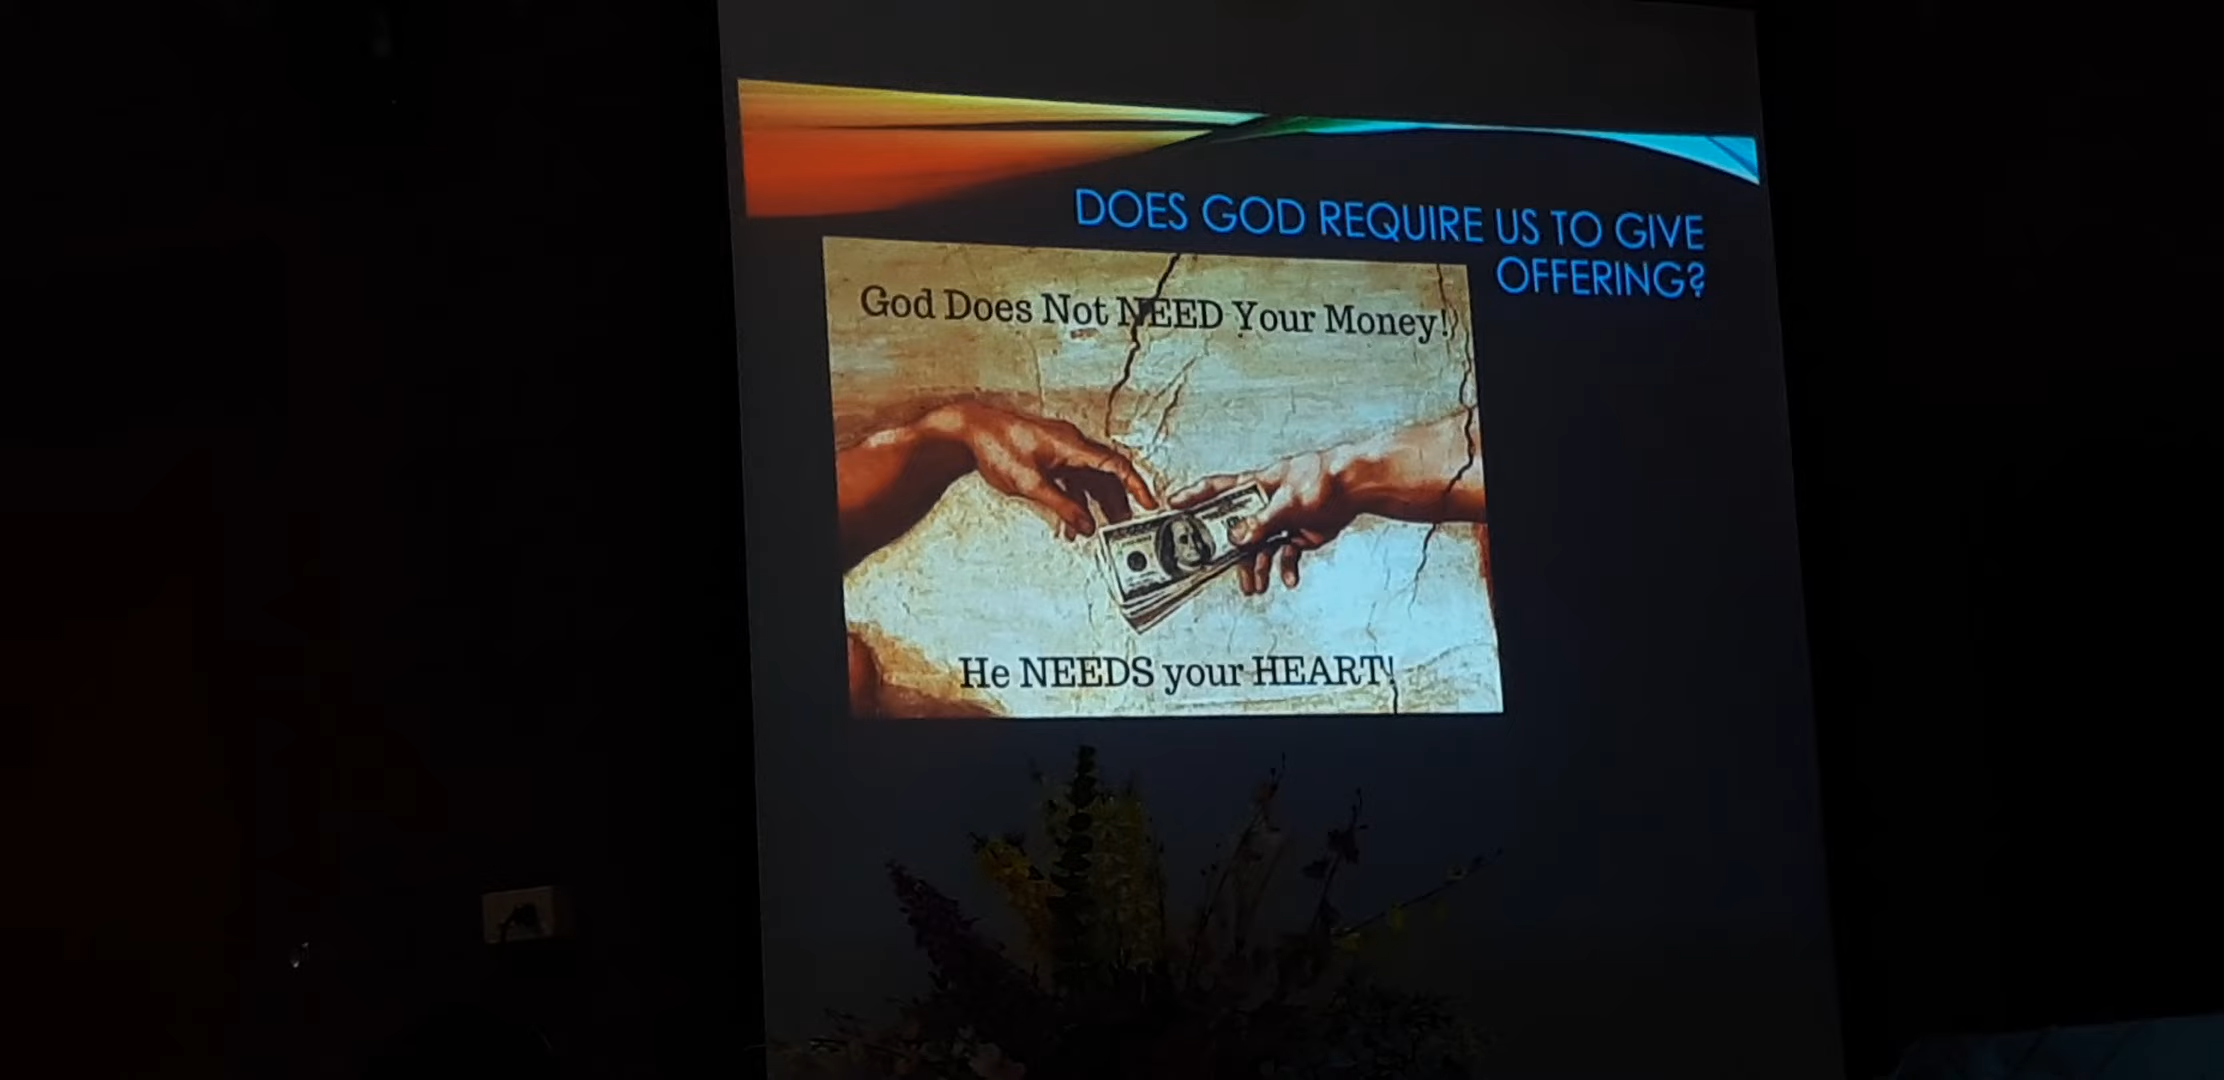 DOES GOD REQUIRE US TO GIVE
OFFERING?
God Does Not NEED Your Money!
He NEEDS your HEART!